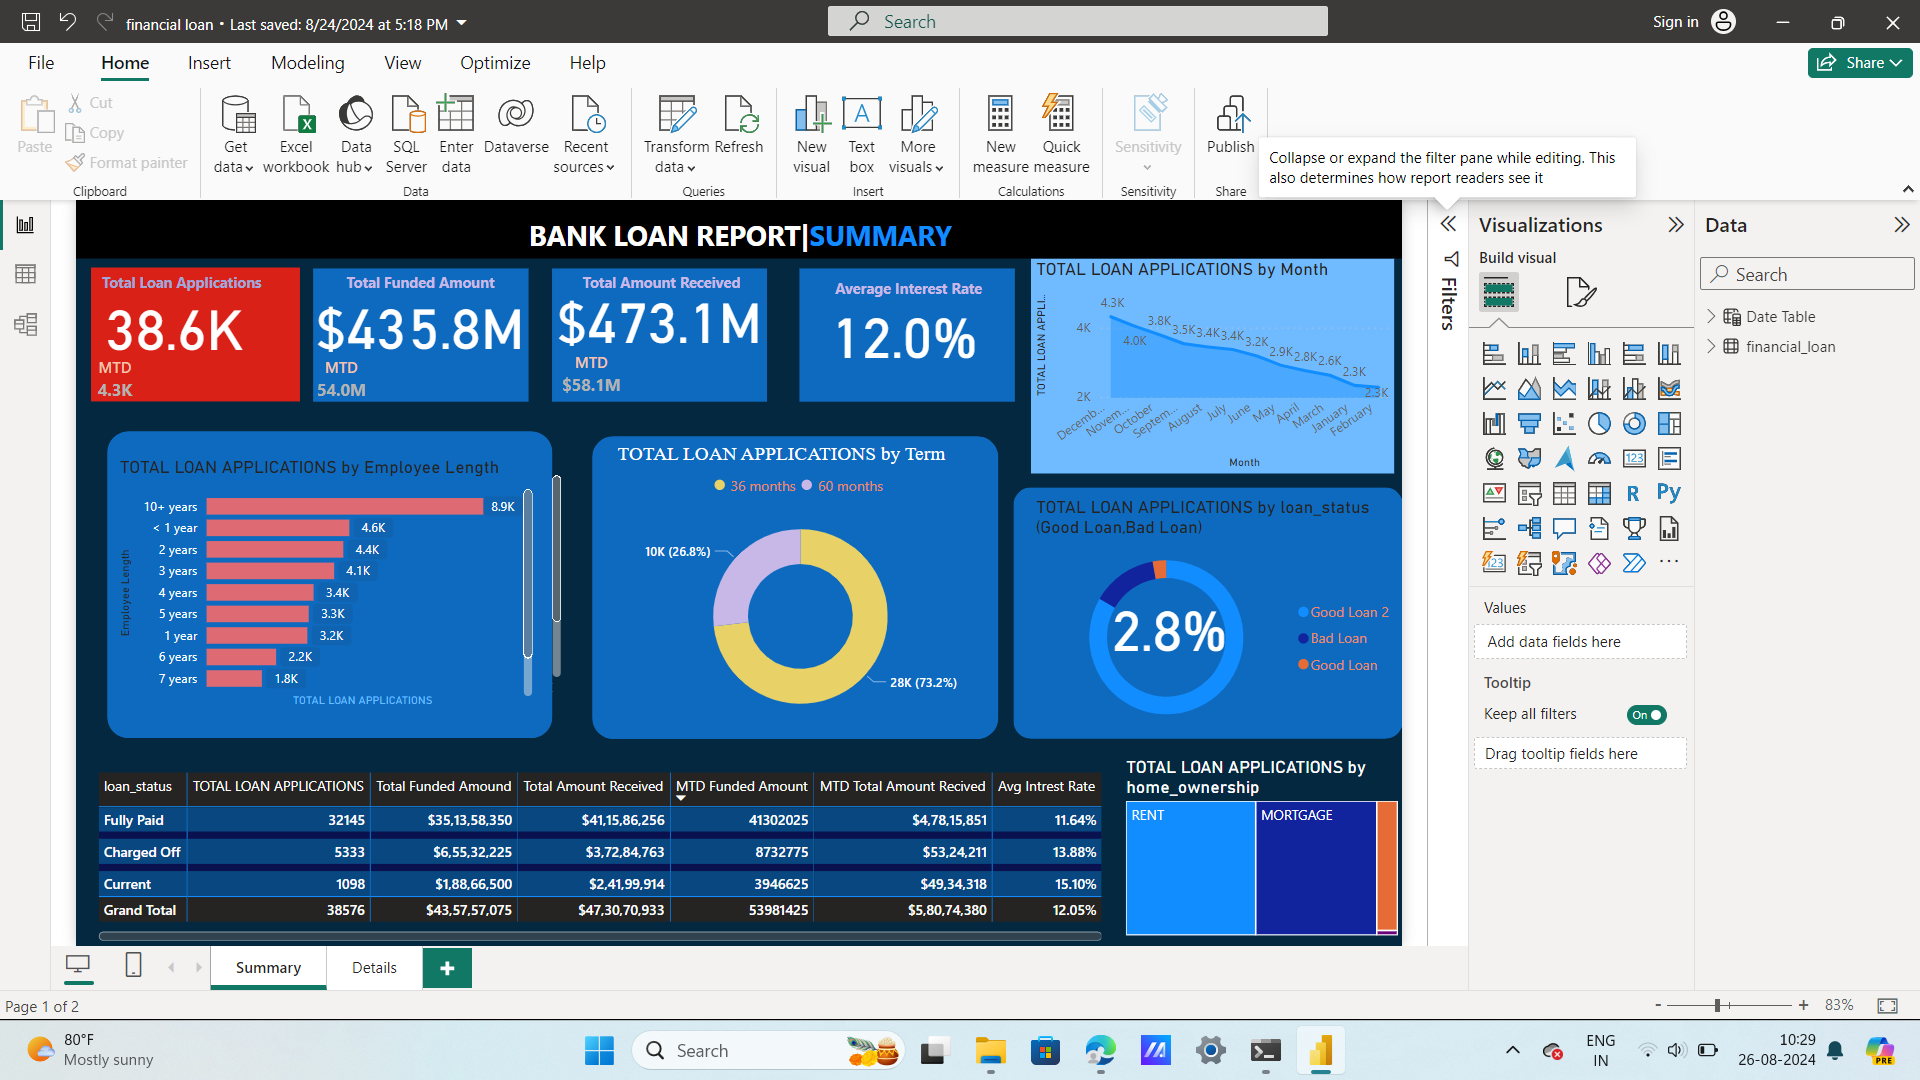 financial loan • Last saved: 8/24/2024 at 5:18 PM
Search
Sign in
File
Home
Insert
Modeling
View
Optimize
Help
Share
Paste
Cut
Copy
Format painter
Clipboard
Get data
Excel workbook
Data hub
SQL Server
Enter data
Dataverse
Recent sources
Data
Transform data
Refresh
Queries
New visual
Text box
More visuals
Insert
New measure
Quick measure
Calculations
Sensitivity
Sensitivity
Publish
Share
Collapse or expand the filter pane while editing. This
also determines how report readers see it
BANK LOAN REPORT|SUMMARY
Total Loan Applications
38.6K
MTD
4.3K
Total Funded Amount
$435.8M
MTD
54.0M
Total Amount Received
$473.1M
MTD
$58.1M
Average Interest Rate
12.0%
TOTAL LOAN APPLICATIONS by Month
TOTAL LOAN APPLI...
4K
2K
4.3K
4.0K
3.8K
3.5K
3.4K
3.4K
3.2K
2.9K
2.8K
2.6K
2.3K
2.3K
Decemb...
Novem...
October
Septem...
August
July
June
May
April
March
January
February
Month
TOTAL LOAN APPLICATIONS by Employee Length
Employee Length
10+ years 8.9K
< 1 year 4.6K
2 years 4.4K
3 years 4.1K
4 years 3.4K
5 years 3.3K
1 year 3.2K
6 years 2.2K
7 years 1.8K
TOTAL LOAN APPLICATIONS
TOTAL LOAN APPLICATIONS by Term
36 months 60 months
10K (26.8%)
28K (73.2%)
TOTAL LOAN APPLICATIONS by loan_status
(Good Loan,Bad Loan)
2.8%
Good Loan 2
Bad Loan
Good Loan
loan_status TOTAL LOAN APPLICATIONS Total Funded Amound Total Amount Received MTD Funded Amount MTD Total Amount Recived Avg Intrest Rate
Fully Paid 32145 $35,13,58,350 $41,15,86,256 41302025 $4,78,15,851 11.64%
Charged Off 5333 $6,55,32,225 $3,72,84,763 8732775 $53,24,211 13.88%
Current 1098 $1,88,66,500 $2,41,99,914 3946625 $49,34,318 15.10%
Grand Total 38576 $43,57,57,075 $47,30,70,933 53981425 $5,80,74,380 12.05%
TOTAL LOAN APPLICATIONS by
home_ownership
RENT
MORTGAGE
Filters
Visualizations
Build visual
R
Py
123
123
Values
Add data fields here
Tooltip
Keep all filters
On
Drag tooltip fields here
Data
Search
Date Table
financial_loan
Summary
Details
Page 1 of 2
- + 83%
80°F
Mostly sunny
Search
ENG
IN
10:29
26-08-2024
PRE